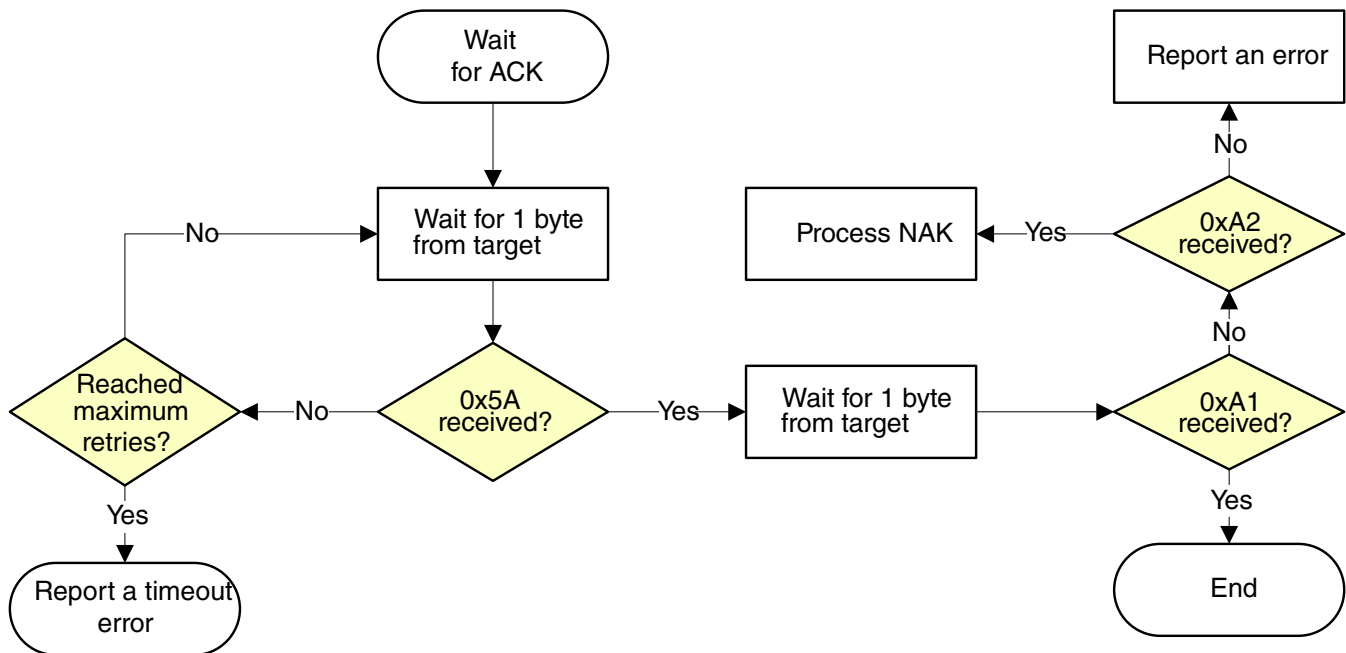 Wait
for ACK
Report an error
No
Wait for 1 byte
from target
No
Process NAK
Yes
0xA2
received?
No
Reached
maximum
retries?
No
0x5A
received?
Yes
Wait for 1 byte
from target
0xA1
received?
Yes
Yes
Report a timeout
error
End